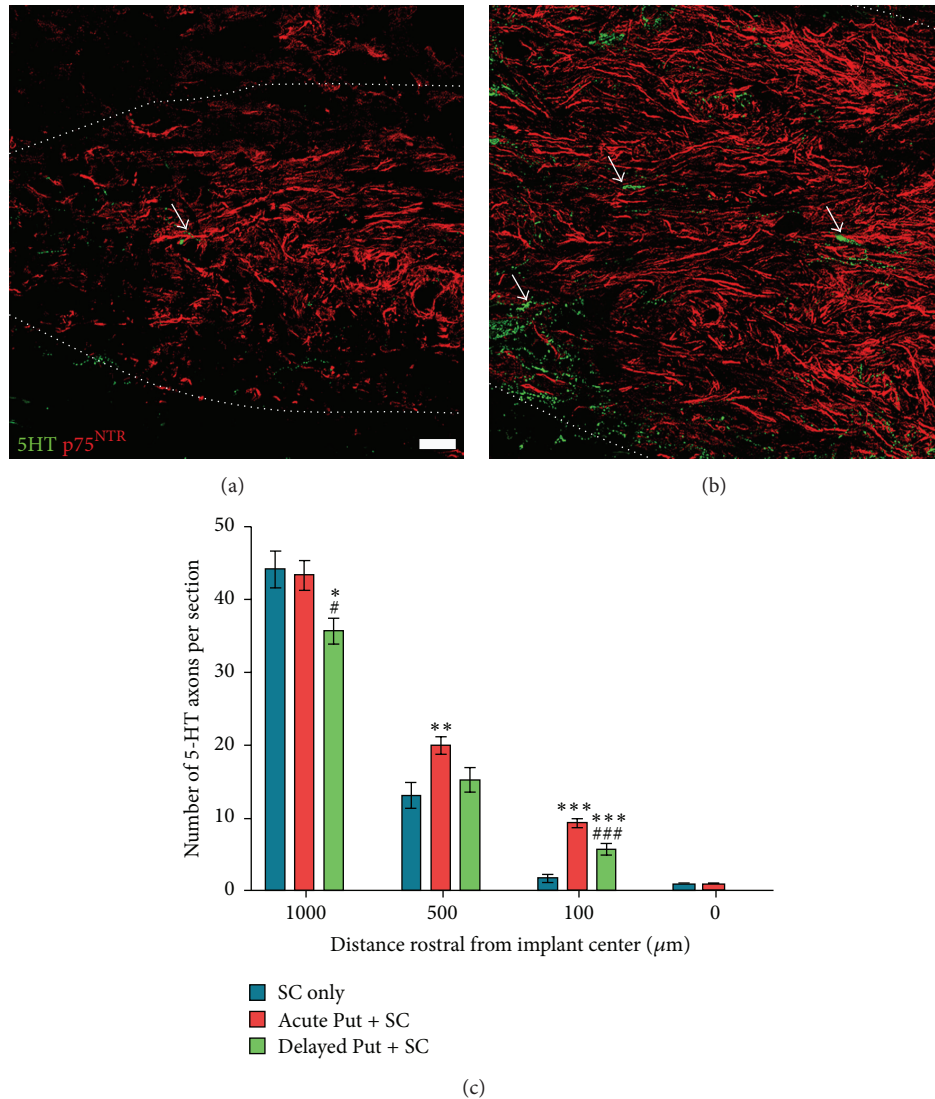 5HT p75NTR
(a)
(b)
Number of 5-HT axons per section
50
40
30
20
10
0
*
#
**
***
***
###
1000
500
100
0
Distance rostral from implant center (μm)
SC only
Acute Put + SC
Delayed Put + SC
(c)